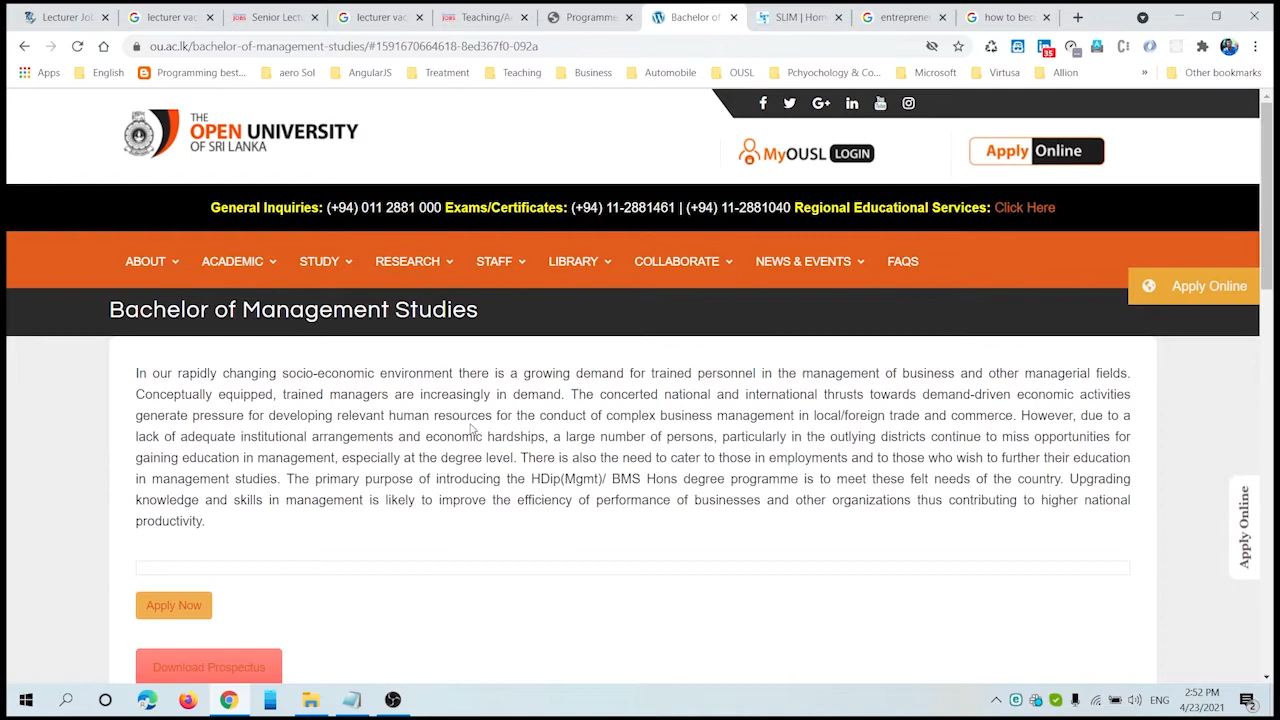 Lecturer Jo
lecturer vac
Senior Lect
lecturer vac
Teaching/A
Programme
Bachelor of
SLIM | Hom
entreprene
how to bec
ou.ac.lk/bachelor-of-management-studies/#1591670664618-8ed367f0-092a
35
Apps
English
Programming best...
aero Sol
AngularJS
Treatment
Teaching
Business
Automobile
OUSL
Pchyochology & Co...
Microsoft
Virtusa
Allion
»
Other bookmarks
THE
OPEN UNIVERSITY
OF SRI LANKA
MyOUSL LOGIN
Apply Online
General Inquiries: (+94) 011 2881 000 Exams/Certificates: (+94) 11-2881461 | (+94) 11-2881040 Regional Educational Services: Click Here
ABOUT ACADEMIC STUDY RESEARCH STAFF LIBRARY COLLABORATE NEWS & EVENTS FAQS
Apply Online
Bachelor of Management Studies
In our rapidly changing socio-economic environment there is a growing demand for trained personnel in the management of business and other managerial fields.
Conceptually equipped, trained managers are increasingly in demand. The concerted national and international thrusts towards demand-driven economic activities
generate pressure for developing relevant human resources for the conduct of complex business management in local/foreign trade and commerce. However, due to a
lack of adequate institutional arrangements and economic hardships, a large number of persons, particularly in the outlying districts continue to miss opportunities for
gaining education in management, especially at the degree level. There is also the need to cater to those in employments and to those who wish to further their education
in management studies. The primary purpose of introducing the HDip(Mgmt)/ BMS Hons degree programme is to meet these felt needs of the country. Upgrading
knowledge and skills in management is likely to improve the efficiency of performance of businesses and other organizations thus contributing to higher national
productivity.
Apply Online
Apply Now
Download Prospectus
ENG
2:52 PM
4/23/2021
2